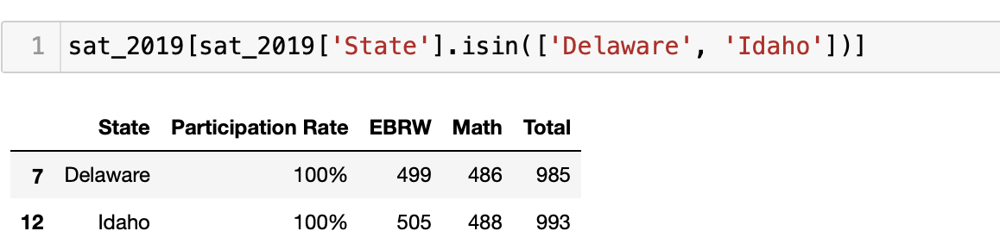 1 sat_2019[sat_2019['State'].isin(['Delaware', 'Idaho'])]
State Participation Rate EBRW Math Total
7 Delaware 100% 499 486 985
12 Idaho 100% 505 488 993